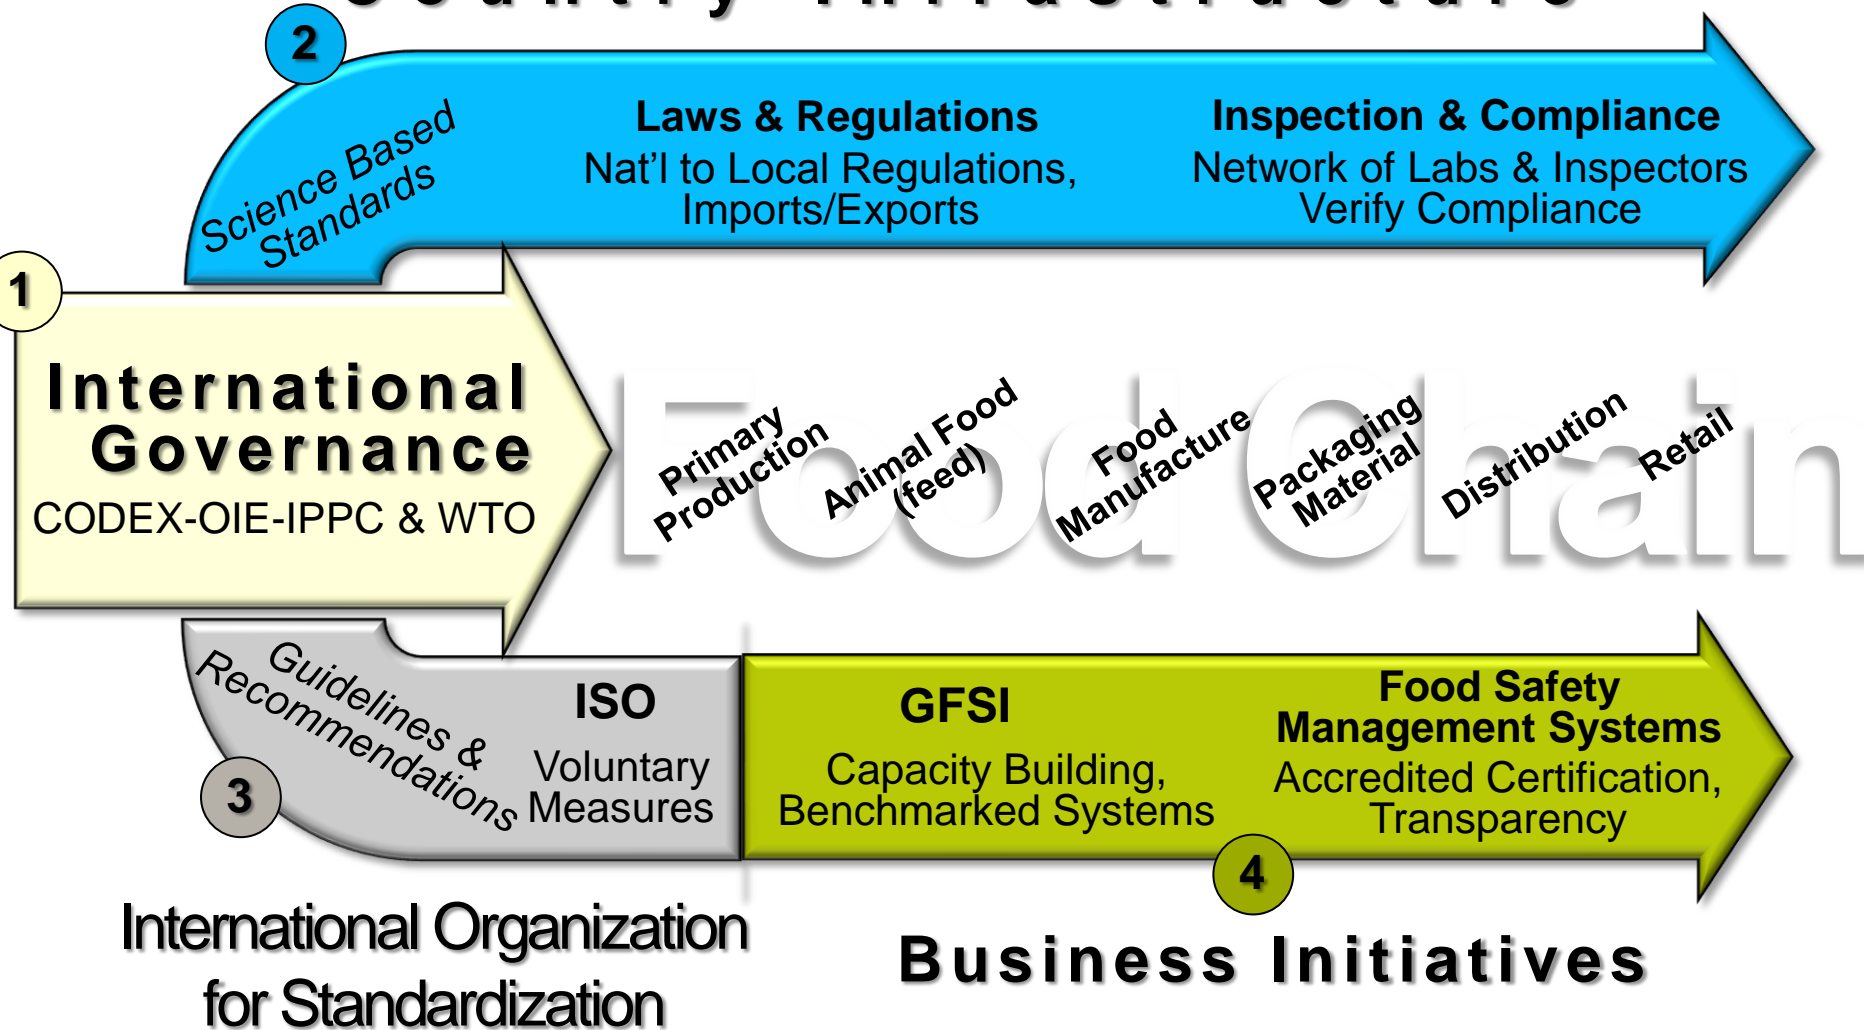 Country Infrastructure
2
Science Based
Standards
Laws & Regulations
Nat’l to Local Regulations,
Imports/Exports
Inspection & Compliance
Network of Labs & Inspectors
Verify Compliance
1
International
Governance
CODEX-OIE-IPPC & WTO
Food Chain
Primary
Production
Animal Food
(feed)
Food
Manufacture
Packaging
Material
Distribution
Retail
Guidelines &
Recommendations
3
ISO
Voluntary
Measures
GFSI
Capacity Building,
Benchmarked Systems
Food Safety
Management Systems
Accredited Certification,
Transparency
4
International Organization
for Standardization
Business Initiatives